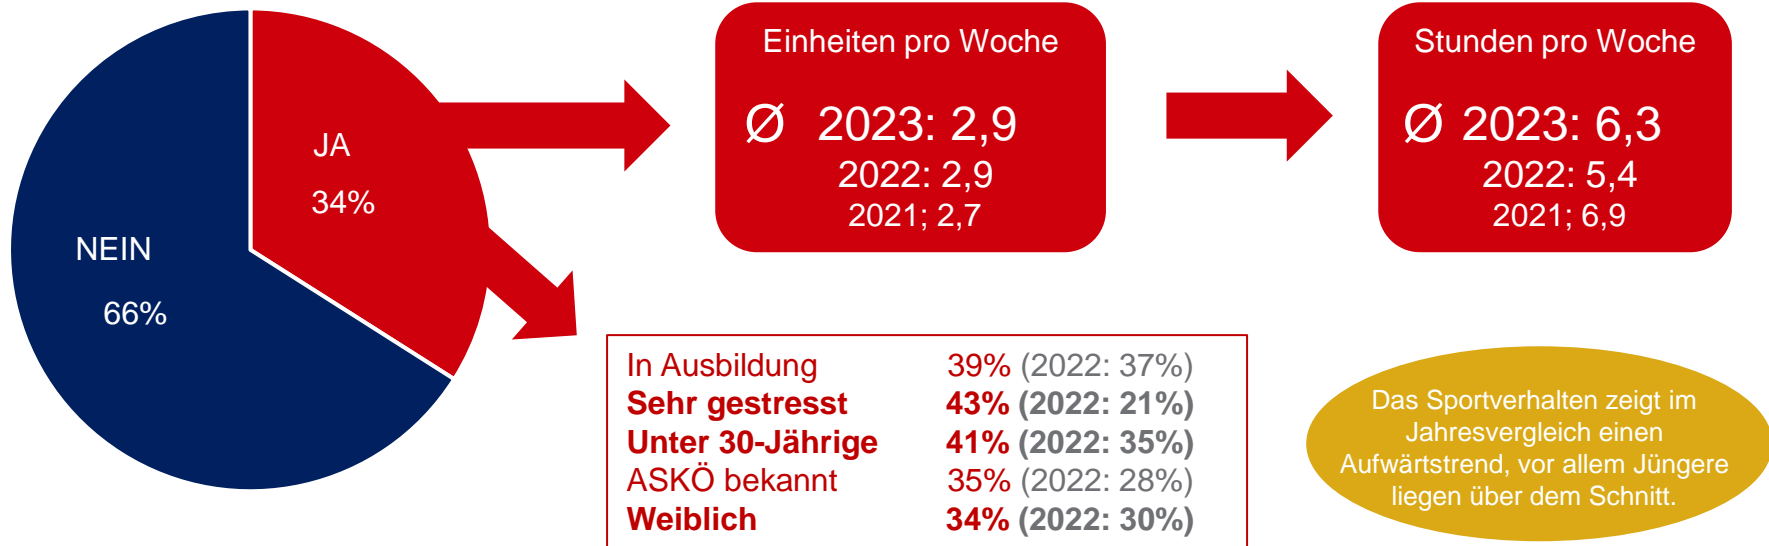 JA
34%
NEIN
66%
Einheiten pro Woche
Ø 2023: 2,9
2022: 2,9
2021; 2,7
Stunden pro Woche
Ø 2023: 6,3
2022: 5,4
2021; 6,9
In Ausbildung 39% (2022: 37%)
Sehr gestresst 43% (2022: 21%)
Unter 30-Jährige 41% (2022: 35%)
ASKÖ bekannt 35% (2022: 28%)
Weiblich 34% (2022: 30%)
Das Sportverhalten zeigt im
Jahresvergleich einen
Aufwärtstrend, vor allem Jüngere
liegen über dem Schnitt.